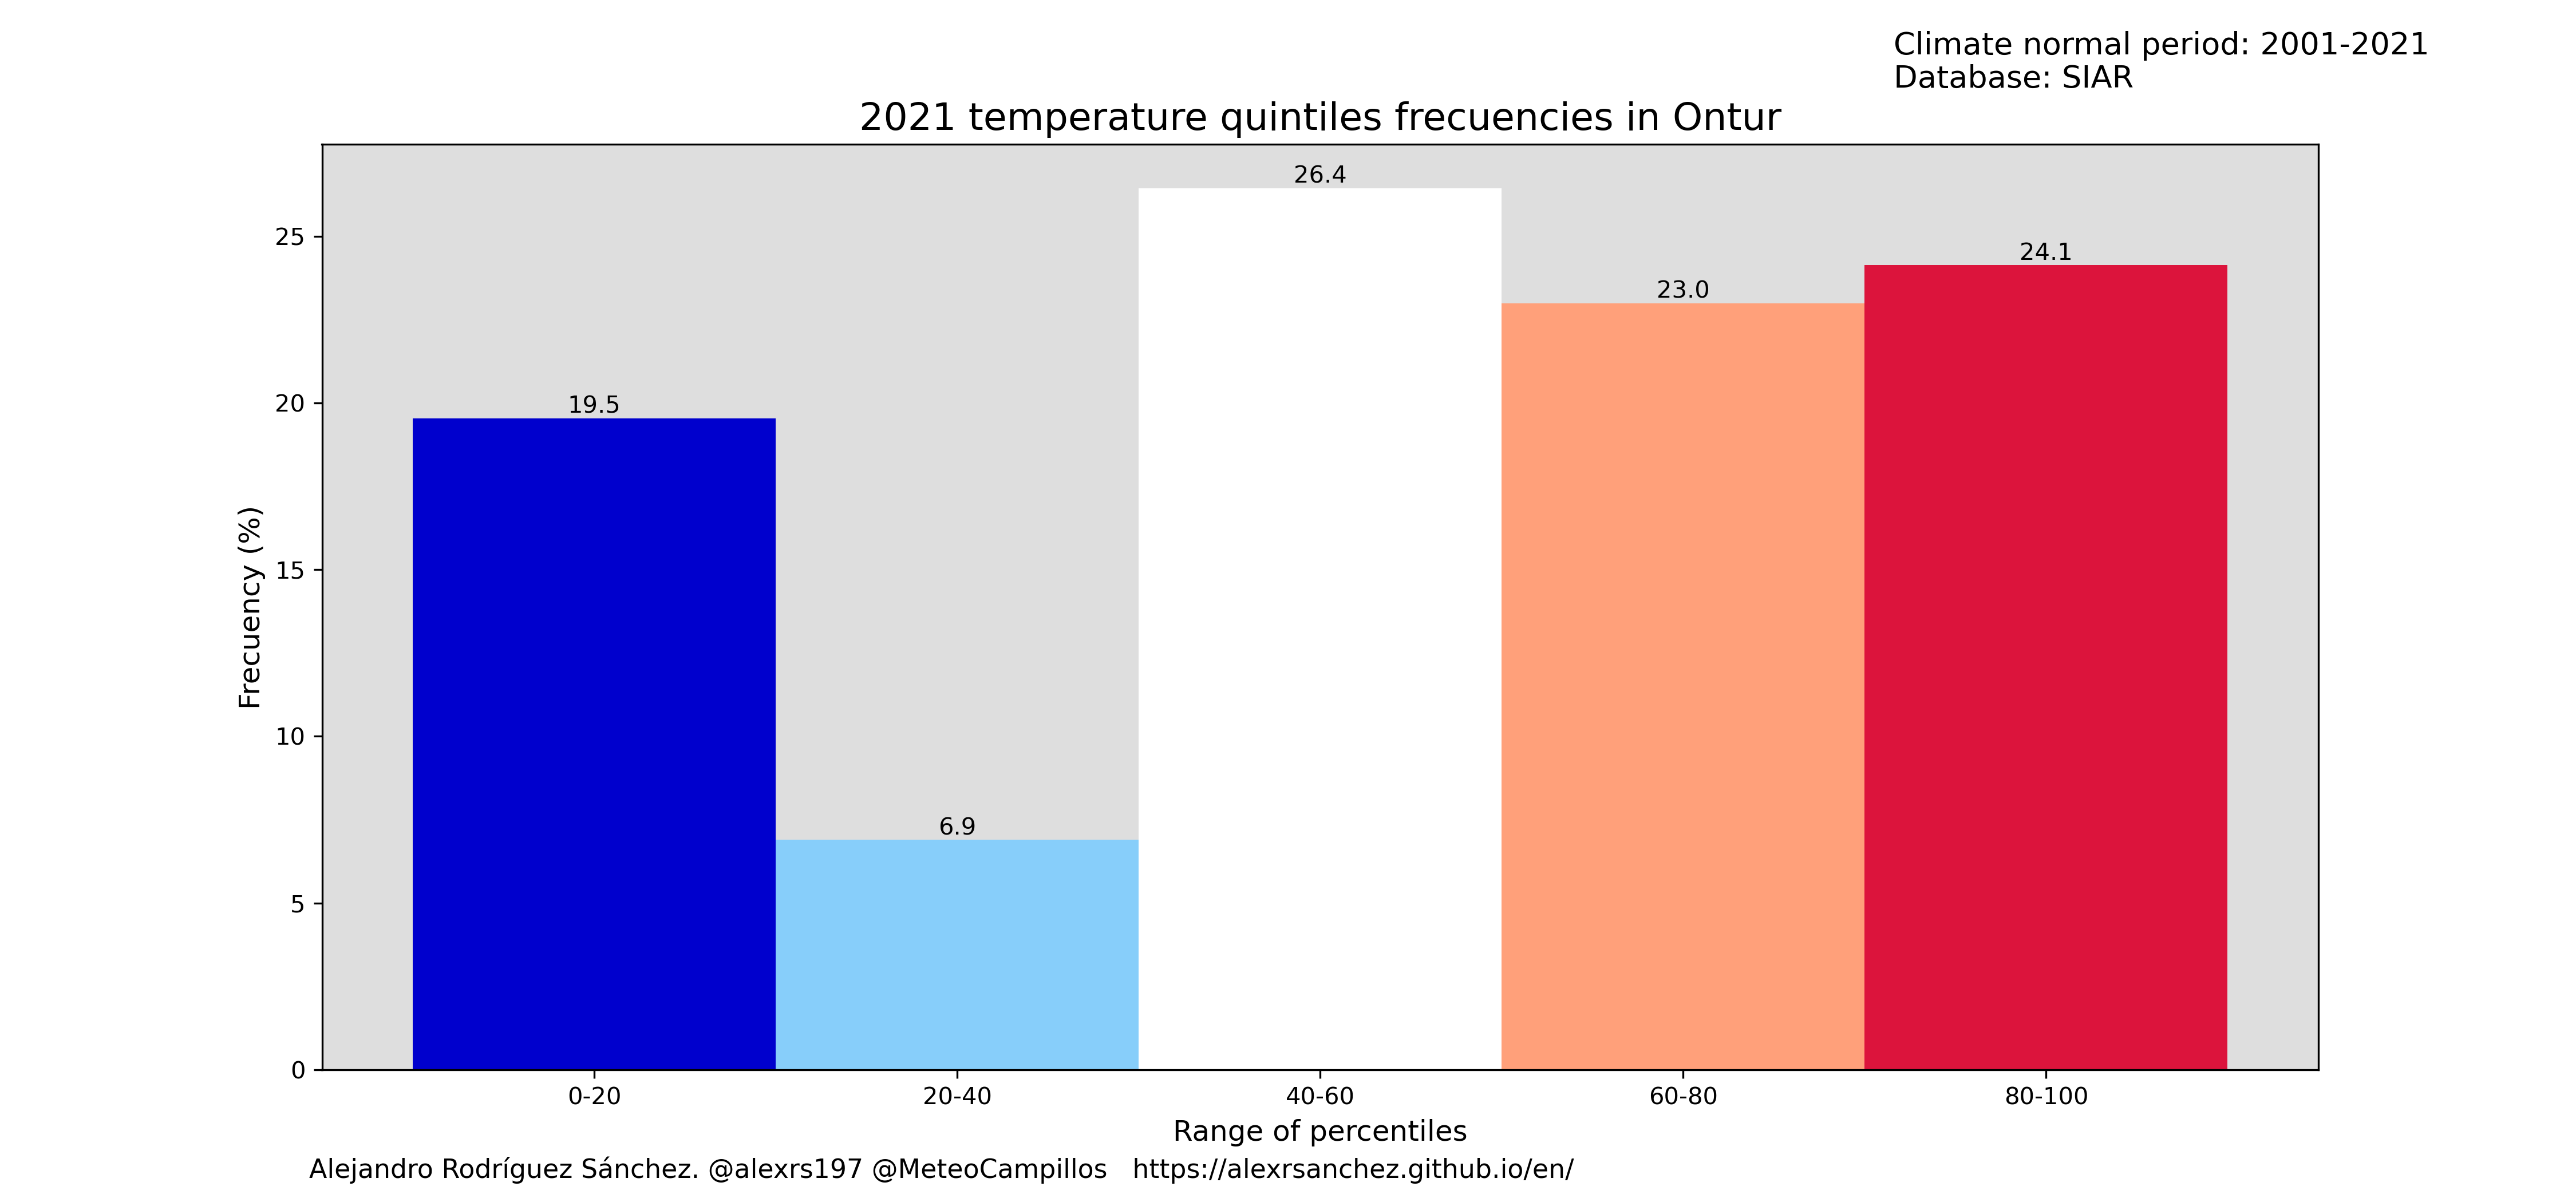 Climate normal period: 2001-2021
Database: SIAR
2021 temperature quintiles frecuencies in Ontur
26.4
24.1
23.0
19.5
6.9
Frecuency (%)
25
20
15
10
5
0
0-20 20-40 40-60 60-80 80-100
Range of percentiles
Alejandro Rodríguez Sánchez. @alexrs197 @MeteoCampillos https://alexrsanchez.github.io/en/